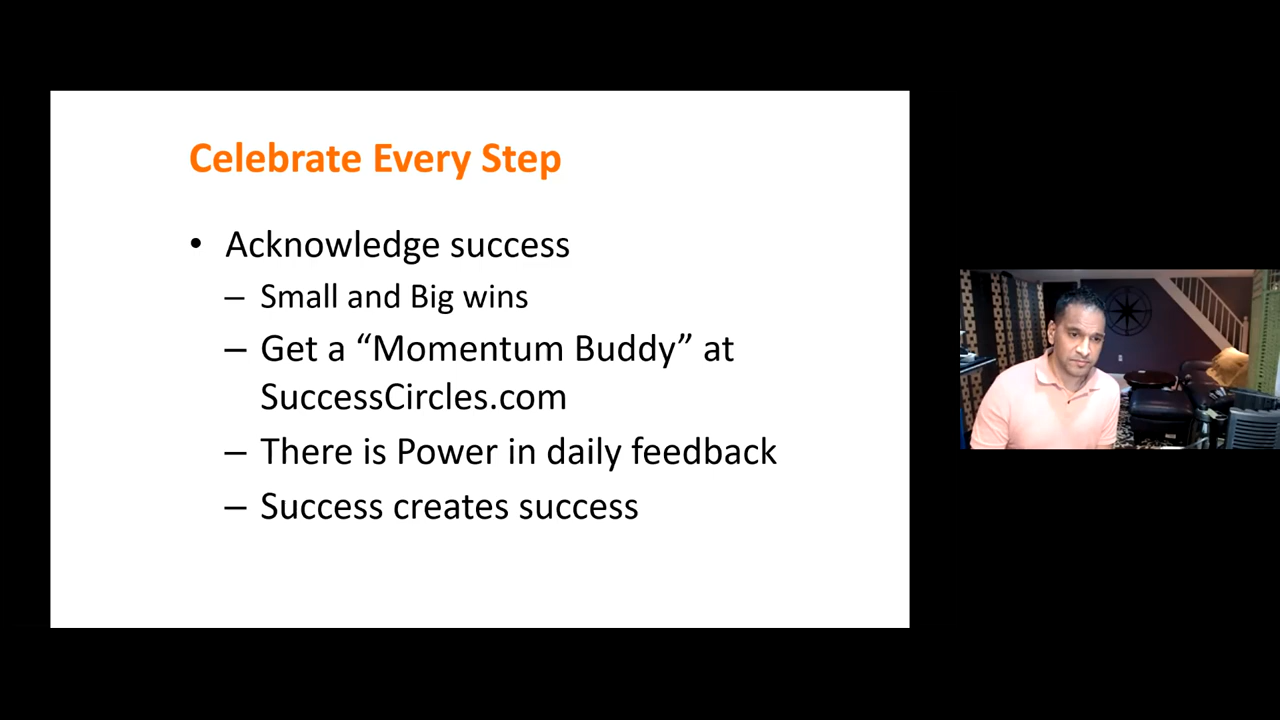 Celebrate Every Step
• Acknowledge success
– Small and Big wins
– Get a “Momentum Buddy” at
SuccessCircles.com
– There is Power in daily feedback
– Success creates success